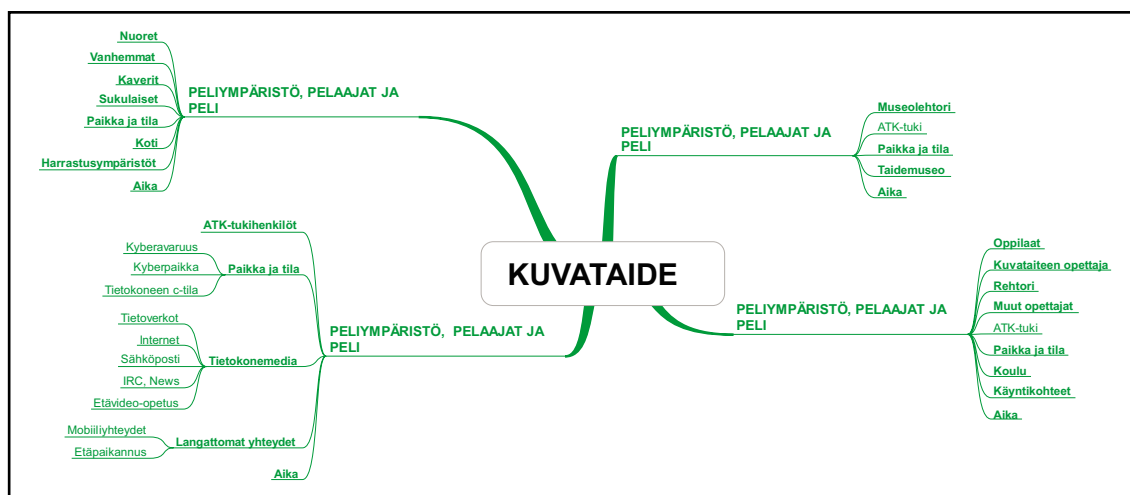 Nuoret
Vanhemmat
Kaverit
Sukulaiset
Paikka ja tila
Koti
Harrastusympäristöt
Aika
PELIYMPÄRISTÖ, PELAAJAT JA
PELI
PELIYMPÄRISTÖ, PELAAJAT JA
PELI
Museolehtori
ATK-tuki
Paikka ja tila
Taidemuseo
Aika
KUVATAIDE
ATK-tukihenkilöt
Kyberavaruus
Kyberpaikka
Tietokoneen c-tila
Paikka ja tila
Tietoverkot
Internet
Sähköposti
IRC, News
Etävideo-opetus
Tietokonemedia
Mobiiliyhteydet
Etäpaikannus
Langattomat yhteydet
Aika
PELIYMPÄRISTÖ, PELAAJAT JA
PELI
PELIYMPÄRISTÖ, PELAAJAT JA
PELI
Oppilaat
Kuvataiteen opettaja
Rehtori
Muut opettajat
ATK-tuki
Paikka ja tila
Koulu
Käyntikohteet
Aika